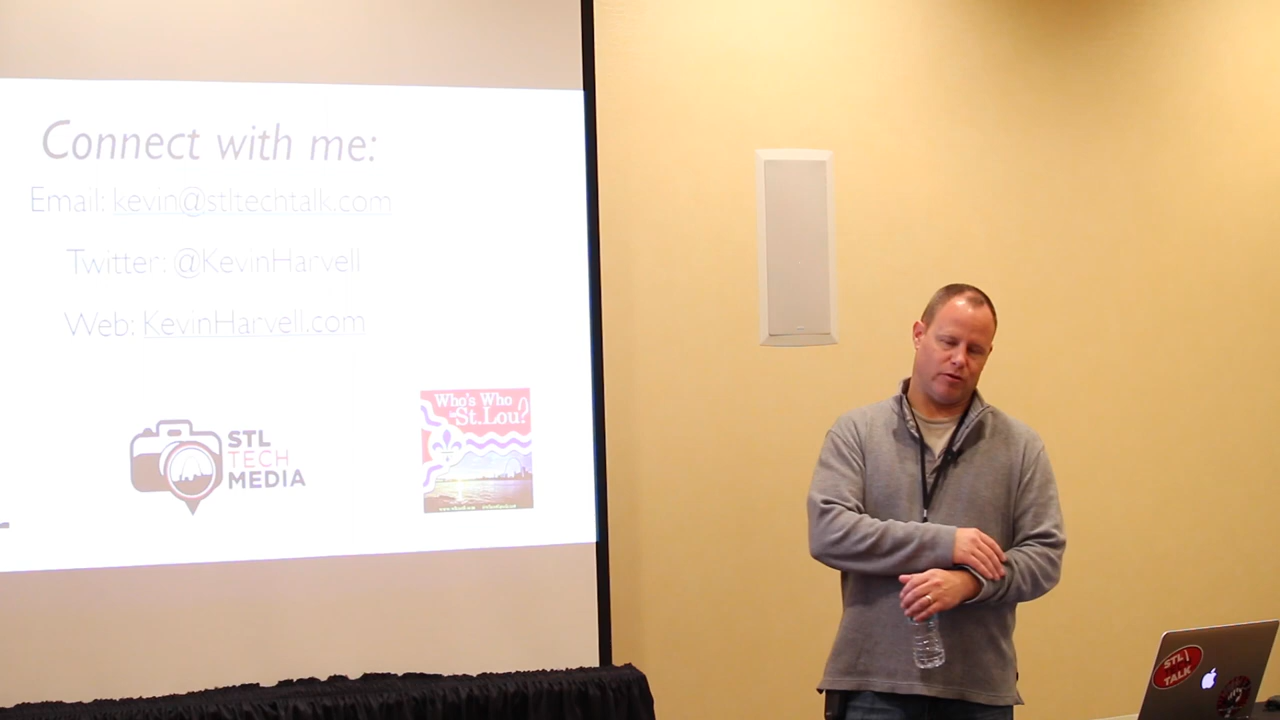 Connect with me:
Email: kevin@stltechtalk.com
Twitter: @KevinHarvell
Web: KevinHarvell.com
STL
TECH
MEDIA
Who's Who
in St. Lou?
STL
TALK